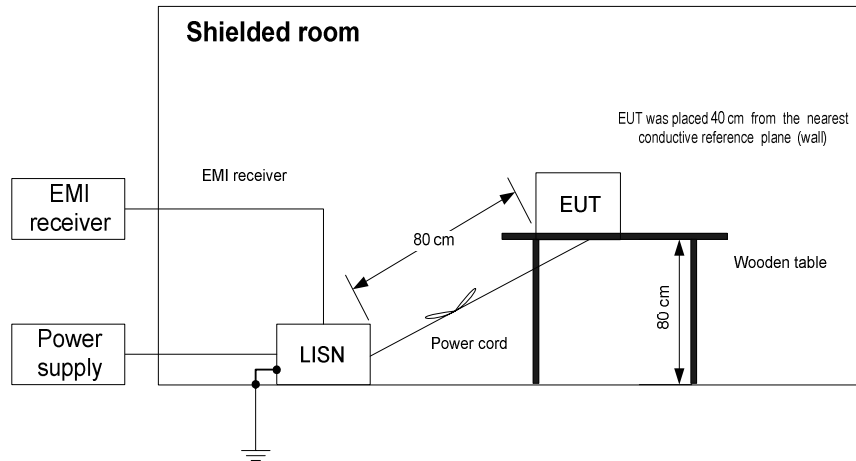 Shielded room
EUT was placed 40 cm from the nearest
conductive reference plane (wall)
EMI receiver
EMI
receiver
EUT
80 cm
Wooden table
80 cm
Power
supply
LISN
Power cord